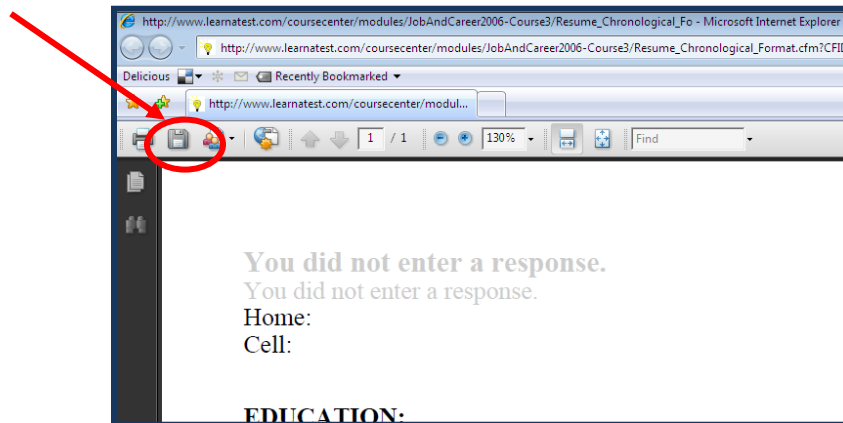 http://www.learnatest.com/coursecenter/modules/JobAndCareer2006-Course3/Resume_Chronological_Fo - Microsoft Internet Explorer
http://www.learnatest.com/coursecenter/modules/JobAndCareer2006-Course3/Resume_Chronological_Format.cfm?CFID
Delicious Recently Bookmarked
http://www.learnatest.com/coursecenter/modul...
1 / 1 130% Find
You did not enter a response.
You did not enter a response.
Home:
Cell:
EDUCATION: